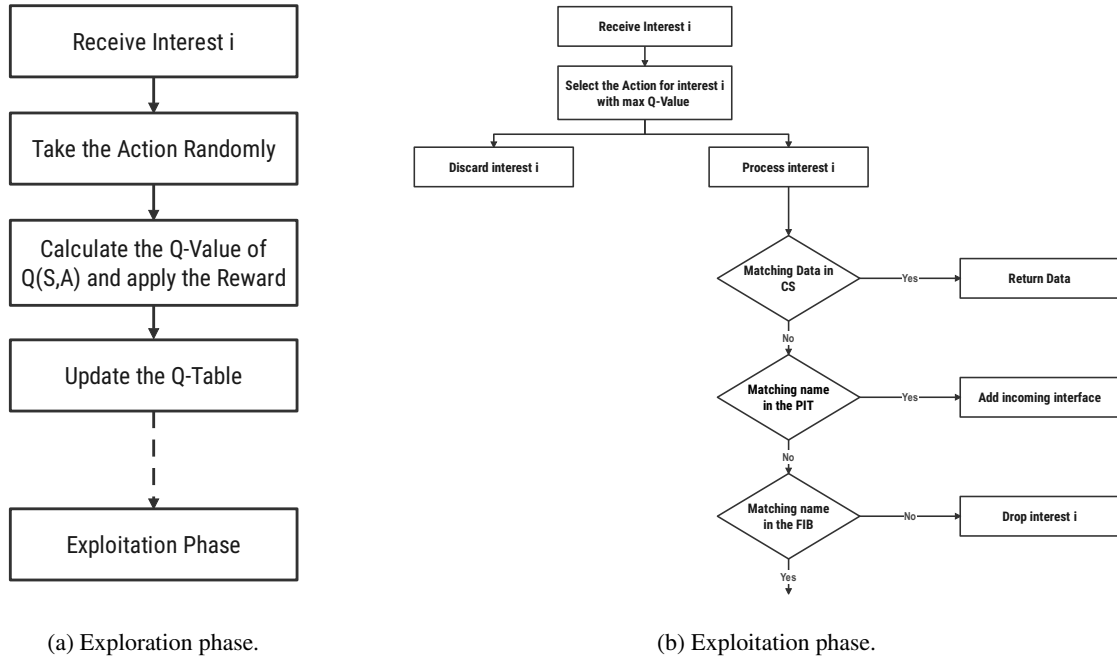 Receive Interest i
Take the Action Randomly
Calculate the Q-Value of
Q(S,A) and apply the Reward
Update the Q-Table
Exploitation Phase
(a) Exploration phase.
Receive Interest i
Select the Action for interest i
with max Q-Value
Discard interest i
Process interest i
Matching Data in
CS
Yes
Return Data
No
Matching name
in the PIT
Yes
Add incoming interface
No
Matching name
in the FIB
No
Drop interest i
Yes
(b) Exploitation phase.